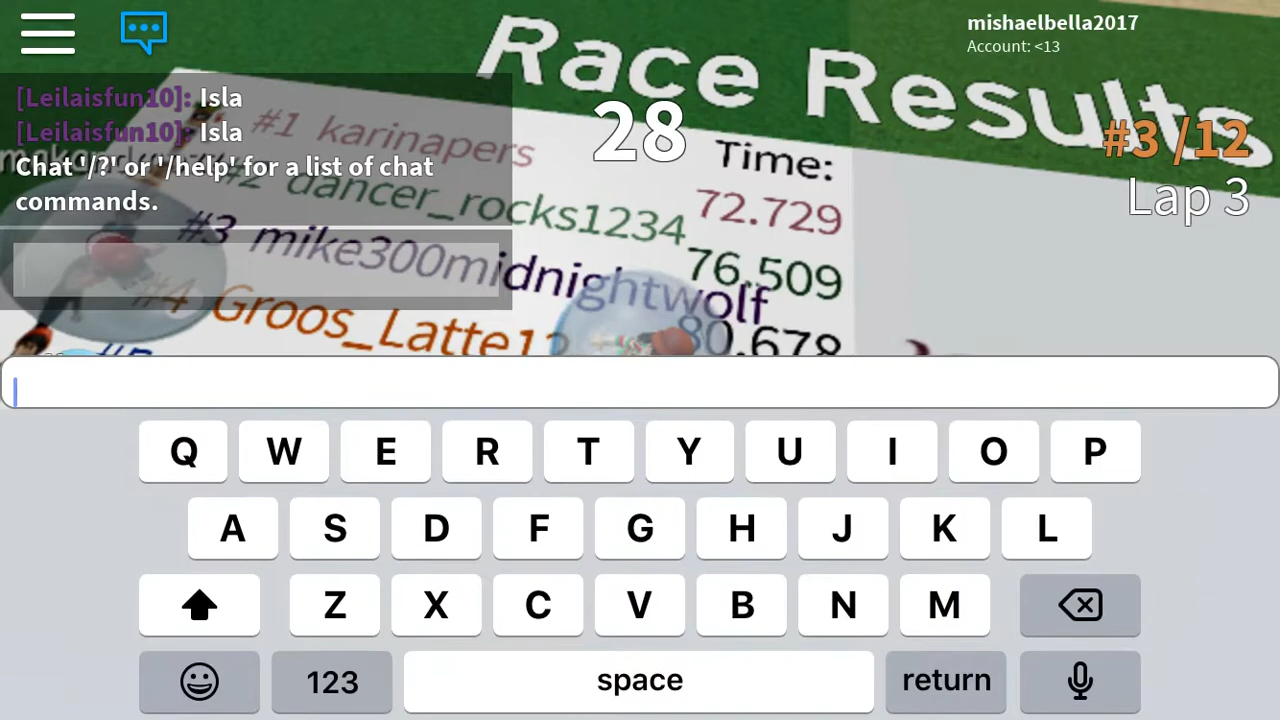 mishaelbella2017
Account: <13
Race Results
[Leilaisfun10]: Isla
[Leilaisfun10]: Isla
Chat '/?' or '/help' for a list of chat
commands.
28
#3 /12
Lap 3
Time:
#1 karinapers 72.729
#2 dancer_rocks1234 76.509
#3 mike300midnightwolf 80.678
#4 Groos_Latte12
Q W E R T Y U I O P
A S D F G H J K L
Z X C V B N M
123 space return